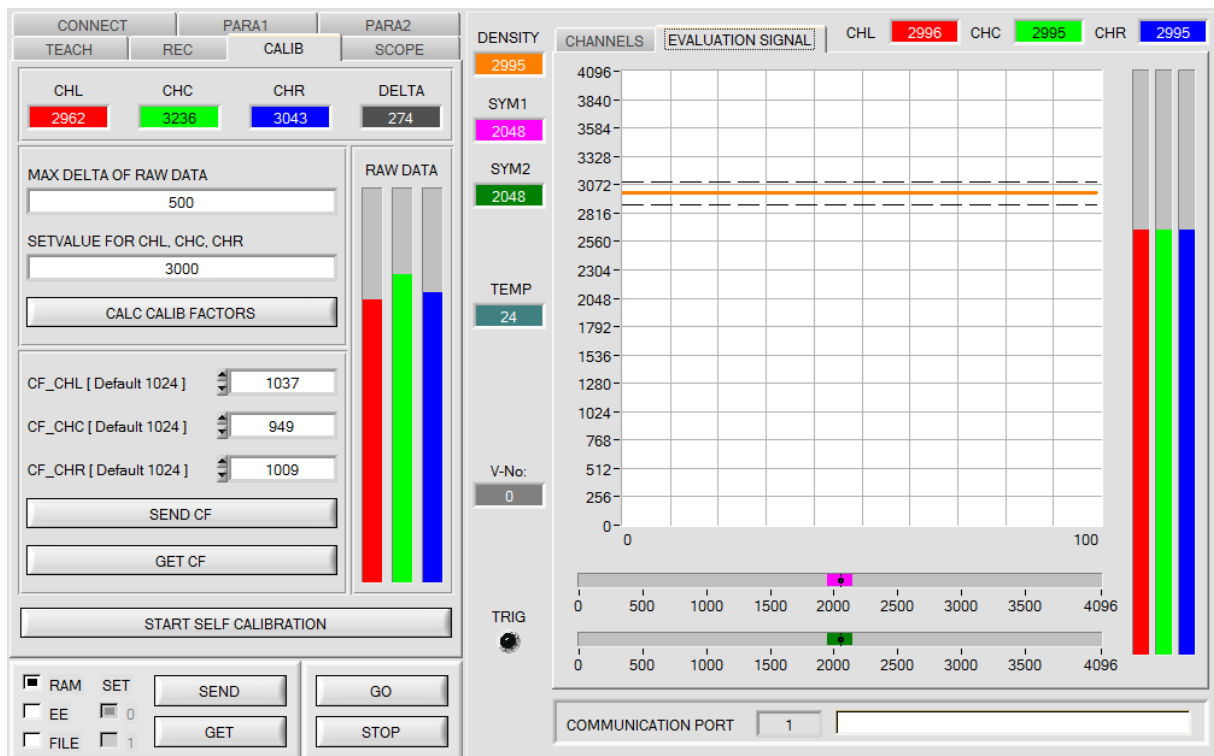 CONNECT PARA1 PARA2
TEACH REC CALIB SCOPE
CHL CHC CHR DELTA
2962 3236 3043 274
MAX DELTA OF RAW DATA
500
SETVALUE FOR CHL, CHC, CHR
3000
CALC CALIB FACTORS
RAW DATA
CF_CHL [ Default 1024 ] 1037
CF_CHC [ Default 1024 ] 949
CF_CHR [ Default 1024 ] 1009
SEND CF
GET CF
START SELF CALIBRATION
RAM SET
EE 0
FILE 1
SEND
GET
GO
STOP
DENSITY
2995
SYM1
2048
SYM2
2048
TEMP
24
V-No:
0
TRIG
CHANNELS EVALUATION SIGNAL CHL 2996 CHC 2995 CHR 2995
4096
3840
3584
3328
3072
2816
2560
2304
2048
1792
1536
1280
1024
768
512
256
0
0 100
0 500 1000 1500 2000 2500 3000 3500 4096
0 500 1000 1500 2000 2500 3000 3500 4096
COMMUNICATION PORT 1